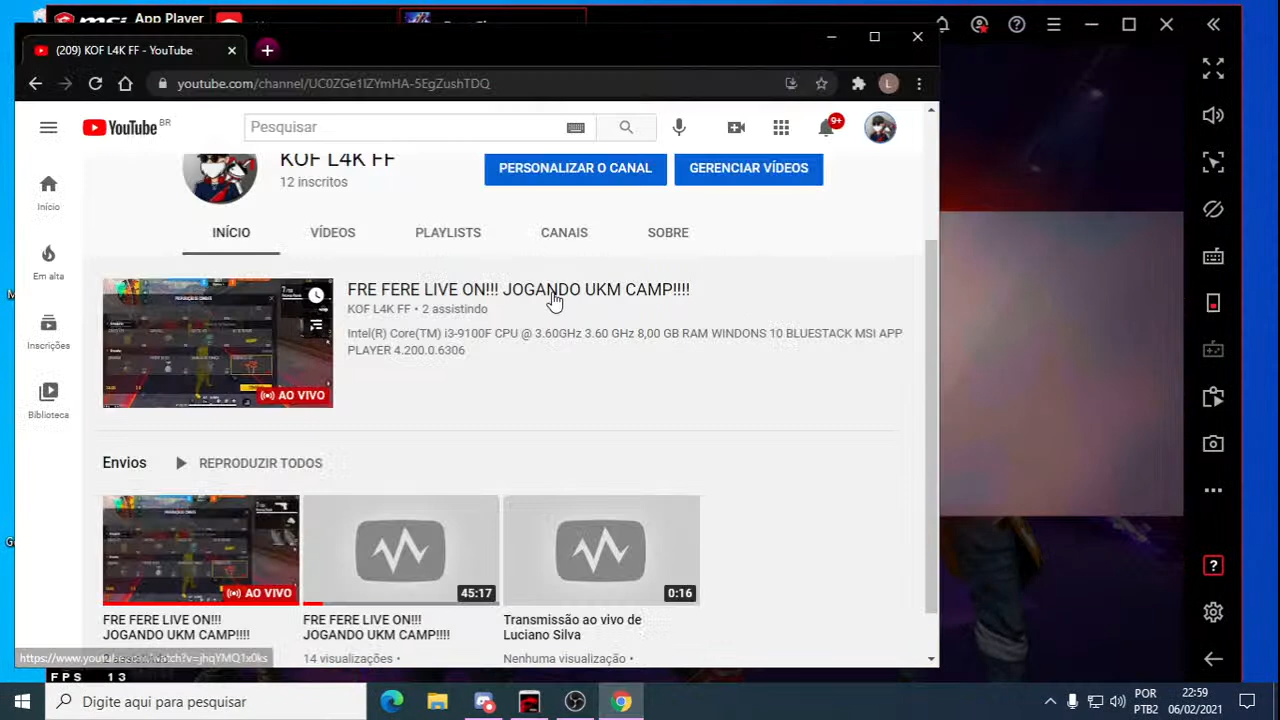 msi App Player
(209) KOF L4K FF - YouTube
youtube.com/channel/UC0ZGe1IZYmHA-5EgZushTDQ
L
YouTube BR
Pesquisar
9+
Início
Em alta
Inscrições
Biblioteca
KOF L4K FF
12 inscritos
PERSONALIZAR O CANAL
GERENCIAR VÍDEOS
INÍCIO
VÍDEOS
PLAYLISTS
CANAIS
SOBRE
AO VIVO
FRE FERE LIVE ON!!! JOGANDO UKM CAMP!!!!
KOF L4K FF • 2 assistindo
Intel(R) Core(TM) i3-9100F CPU @ 3.60GHz 3.60 GHz 8,00 GB RAM WINDONS 10 BLUESTACK MSI APP
PLAYER 4.200.0.6306
Envios
REPRODUZIR TODOS
AO VIVO
45:17
0:16
FRE FERE LIVE ON!!!
JOGANDO UKM CAMP!!!!
FRE FERE LIVE ON!!!
JOGANDO UKM CAMP!!!!
Transmissão ao vivo de
Luciano Silva
14 visualizações •
Nenhuma visualização •
FPS 13
Digite aqui para pesquisar
POR
PTB2
22:59
06/02/2021